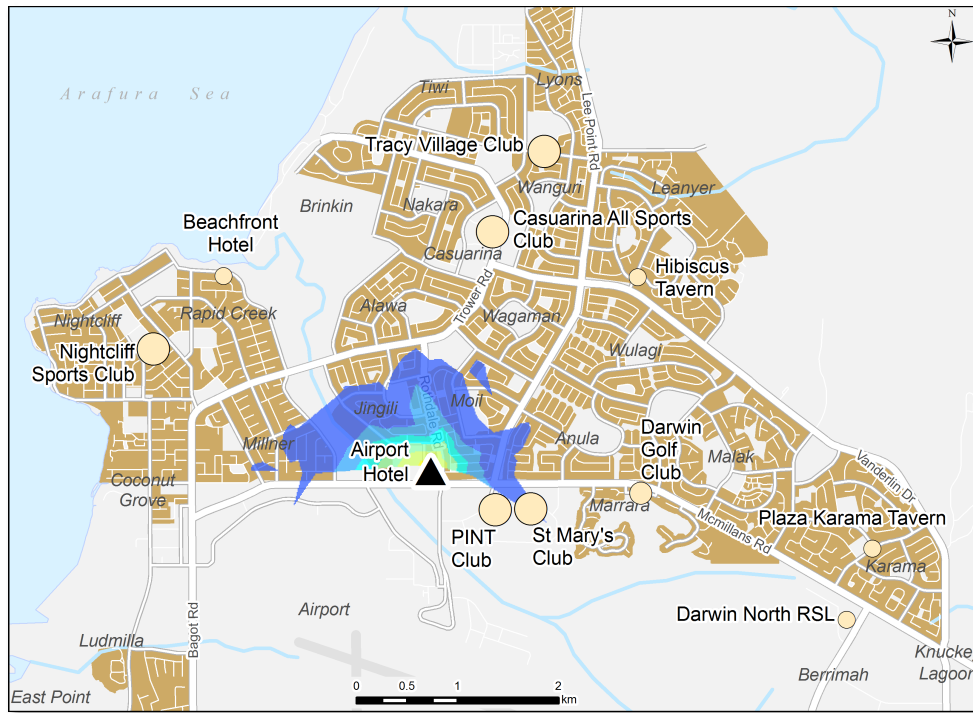 N
Tiwi
Lyons
Arafura Sea
Lee Point Rd
Tracy Village Club
Wanguri
Leanyer
Brinkin
Nakara
Beachfront
Hotel
Casuarina All Sports
Club
Casuarina
Hibiscus
Tavern
Trower Rd
Alawa
Rapid Creek
Wagaman
Nightcliff
Nightcliff
Sports Club
Wulagi
Rothdale Rd
Jingili
Moil
Millner
Anula
Airport
Hotel
Darwin
Golf
Club
Malak
Coconut
Grove
Vanderlin Dr
Marrara
Mcmillans Rd
Plaza Karama Tavern
PINT
Club
St Mary's
Club
Karama
Airport
Bagot Rd
Darwin North RSL
Ludmilla
Knuckey
Lagoon
Berrimah
East Point
0 0.5 1 2
km